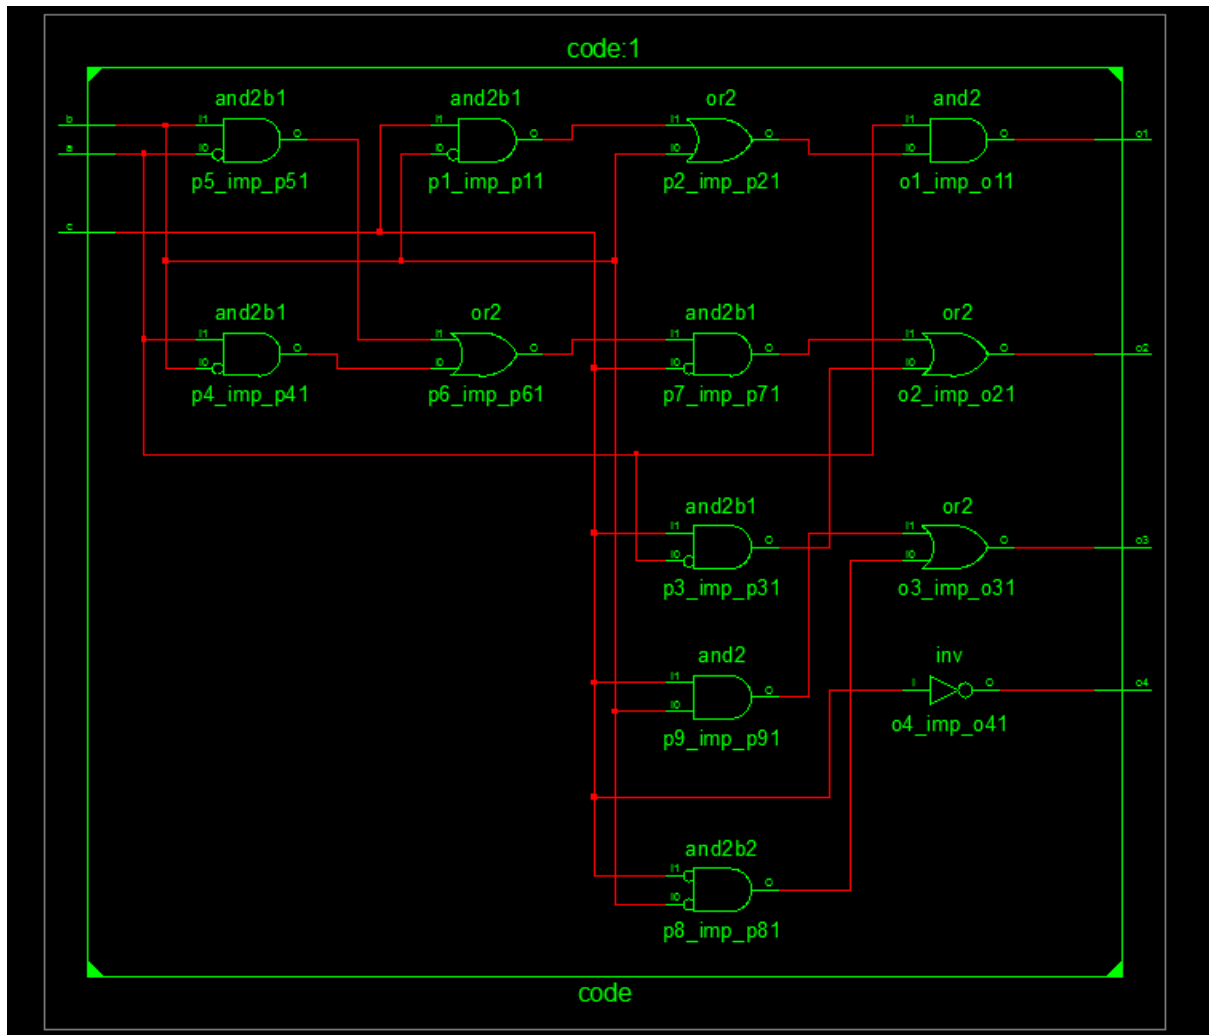 code:1
and2b1 and2b1 or2 and2
b I1 O I1 O I1 O I1 O o1
a I0 I0 I0 I0
p5_imp_p51 p1_imp_p11 p2_imp_p21 o1_imp_o11
c
and2b1 or2 and2b1 or2
I1 O I1 O I1 O I1 O o2
I0 I0 I0 I0
p4_imp_p41 p6_imp_p61 p7_imp_p71 o2_imp_o21
and2b1 or2
I1 O I1 O o3
I0 I0
p3_imp_p31 o3_imp_o31
and2 inv
I1 O I O o4
I0
p9_imp_p91 o4_imp_o41
and2b2
I1 O
I0
p8_imp_p81
code